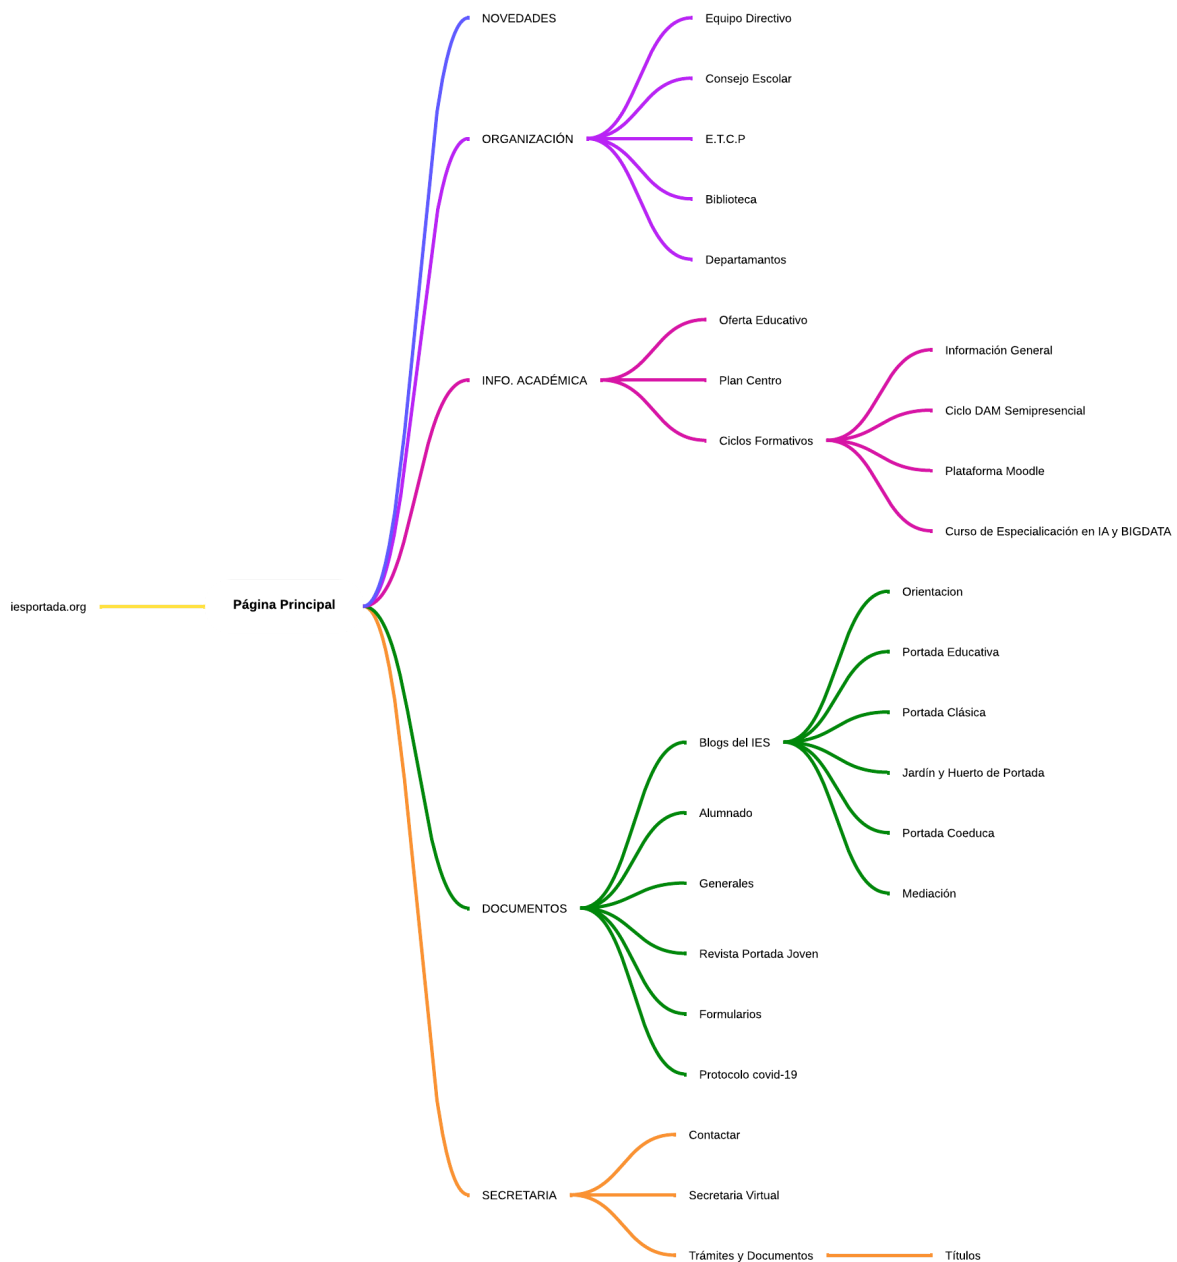 iesportada.org
Página Principal
NOVEDADES
ORGANIZACIÓN
Equipo Directivo
Consejo Escolar
E.T.C.P
Biblioteca
Departamantos
INFO. ACADÉMICA
Oferta Educativo
Plan Centro
Ciclos Formativos
Información General
Ciclo DAM Semipresencial
Plataforma Moodle
Curso de Especialicación en IA y BIGDATA
DOCUMENTOS
Blogs del IES
Orientacion
Portada Educativa
Portada Clásica
Jardín y Huerto de Portada
Portada Coeduca
Mediación
Alumnado
Generales
Revista Portada Joven
Formularios
Protocolo covid-19
SECRETARIA
Contactar
Secretaria Virtual
Trámites y Documentos
Títulos